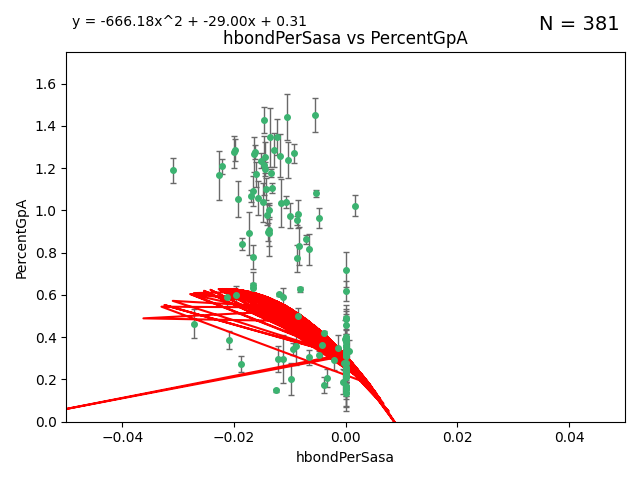 y = -666.18x^2 + -29.00x + 0.31
N = 381
hbondPerSasa vs PercentGpA
PercentGpA
1.6
1.4
1.2
1.0
0.8
0.6
0.4
0.2
0.0
−0.04
−0.02
0.00
0.02
0.04
hbondPerSasa